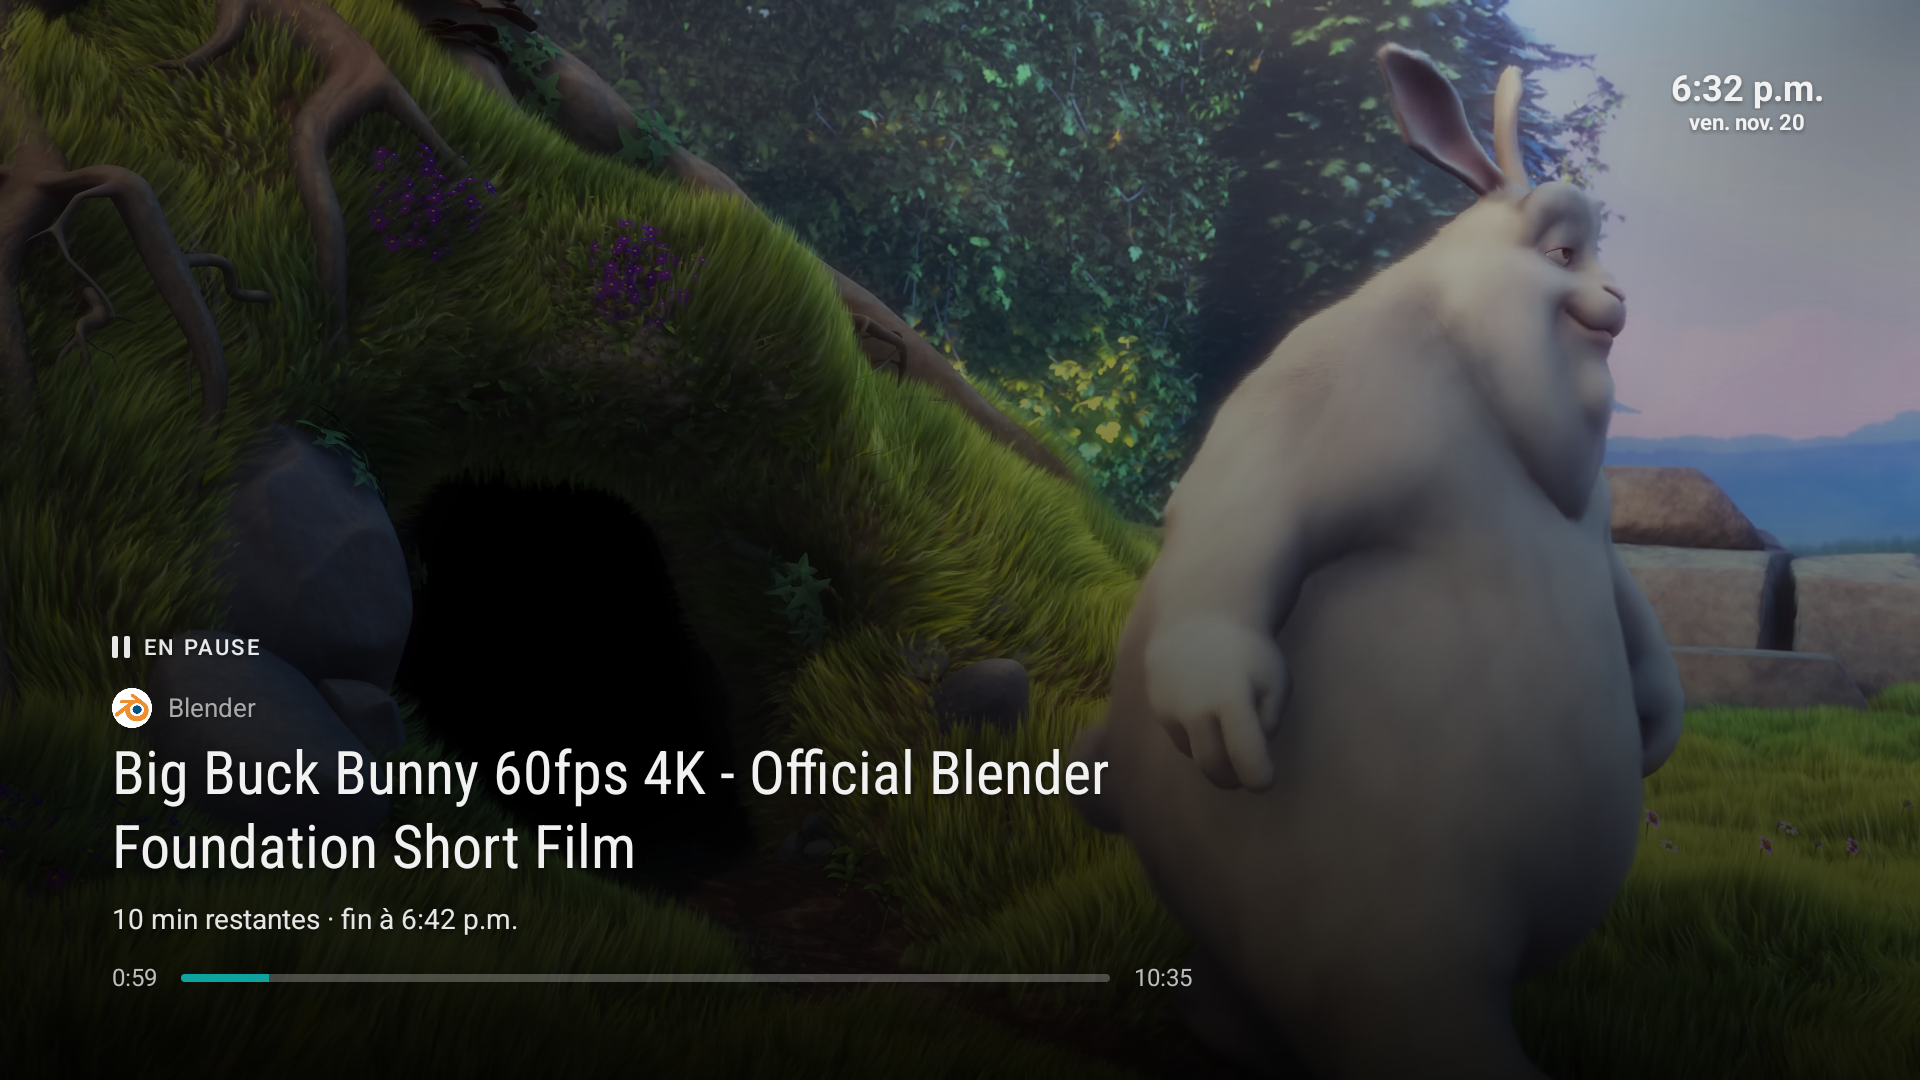 6:32 p.m.
ven. nov. 20
EN PAUSE
Blender
Big Buck Bunny 60fps 4K - Official Blender
Foundation Short Film
10 min restantes · fin à 6:42 p.m.
0:59
10:35